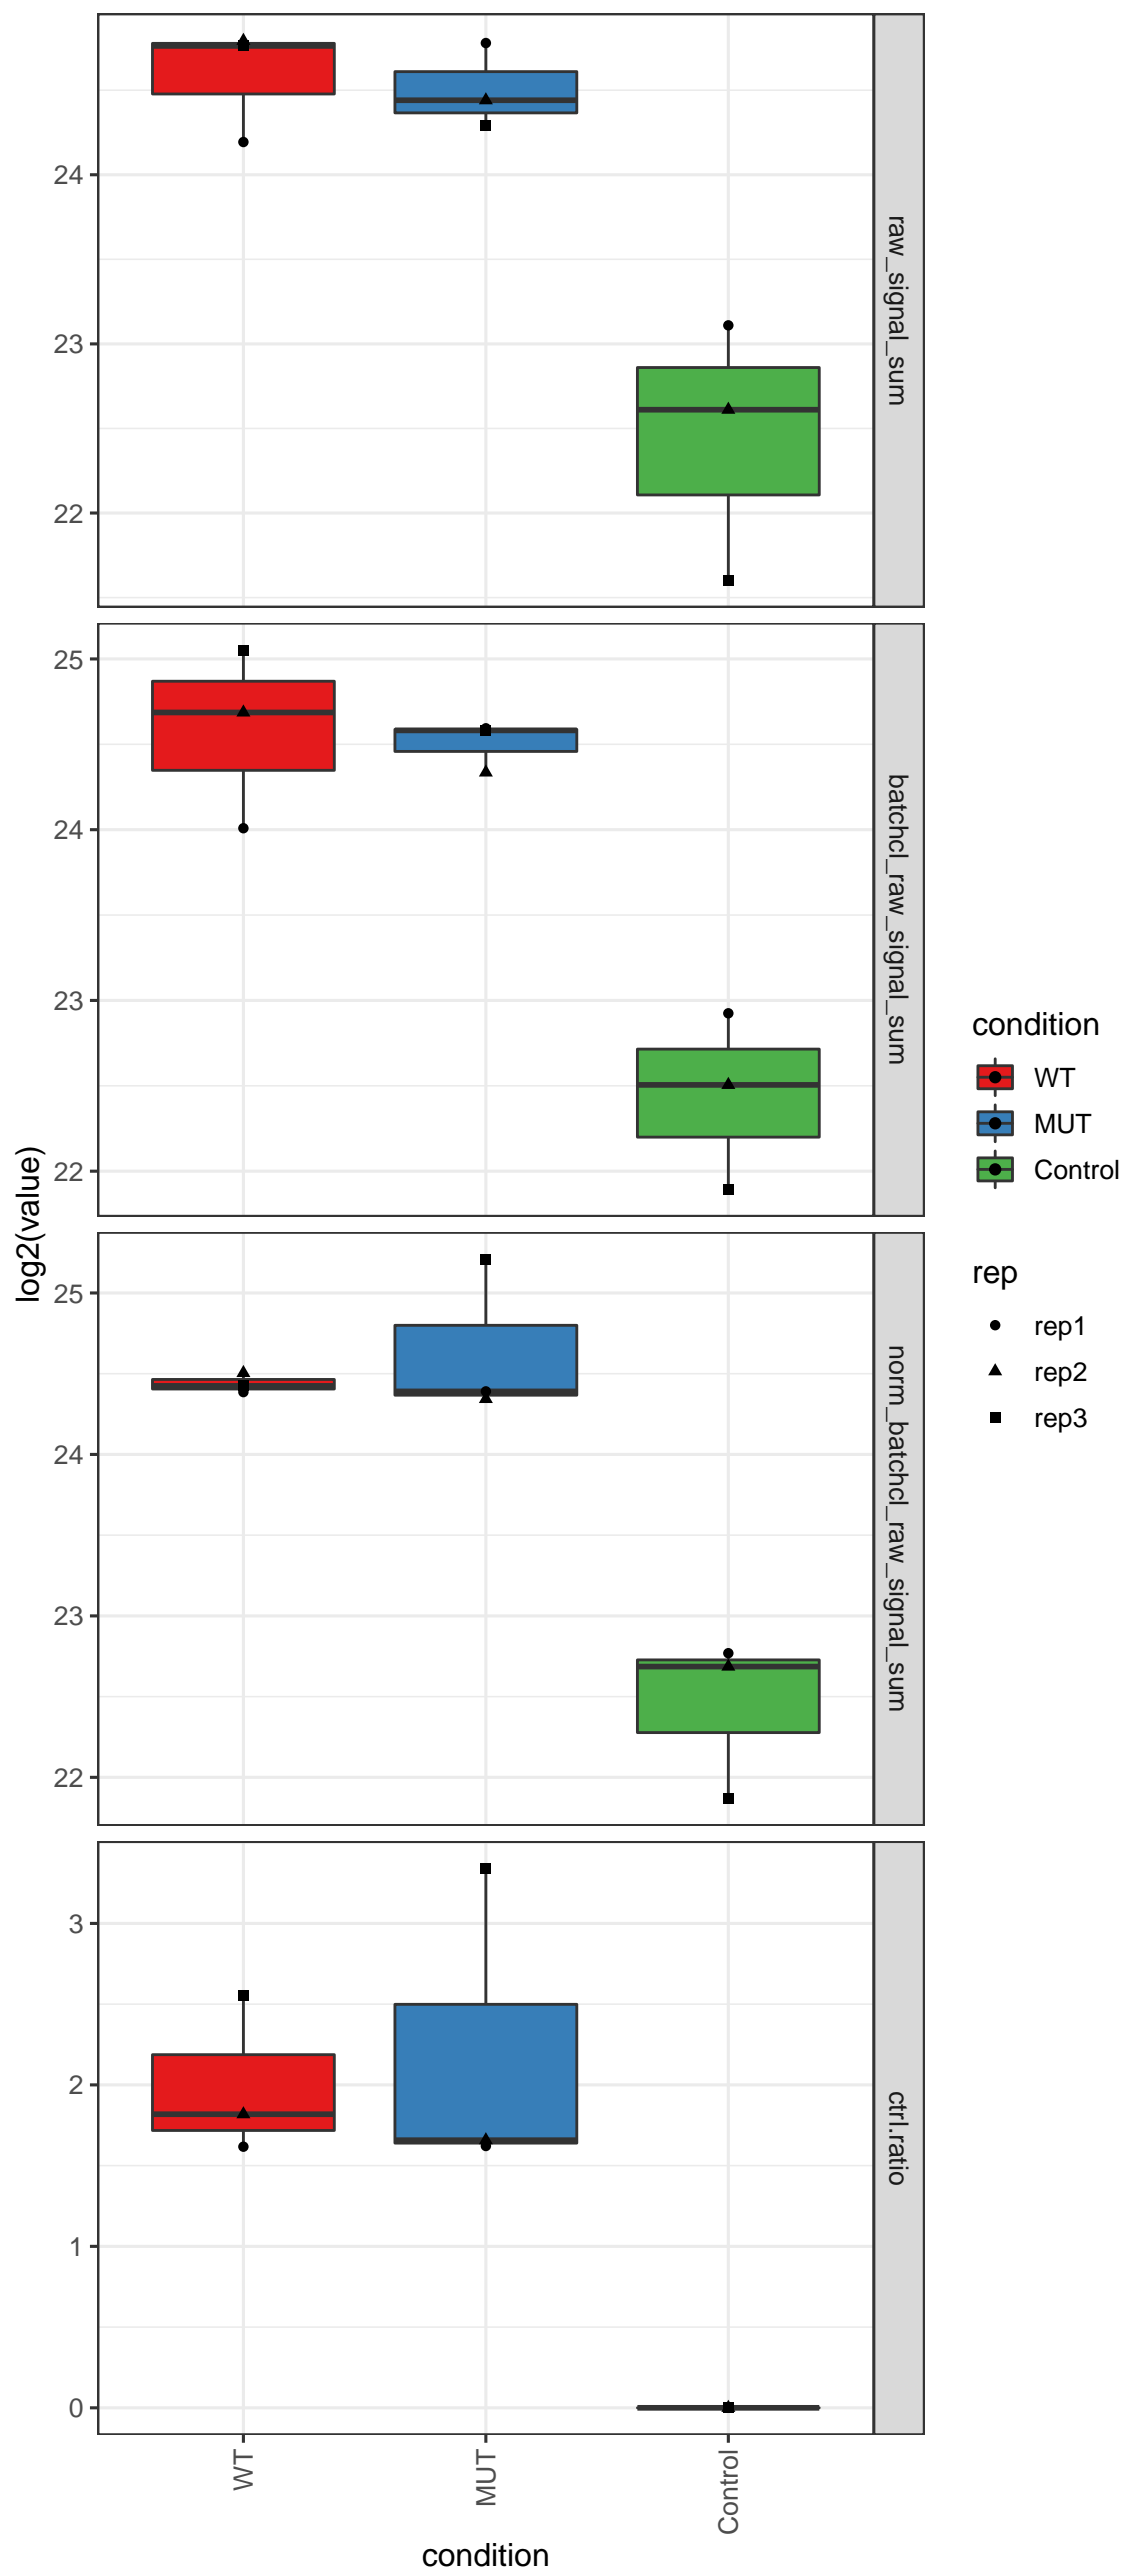 24
23
22
raw_signal_sum
25
24
23
22
batchcl_raw_signal_sum
25
24
23
22
norm_batchcl_raw_signal_sum
3
2
1
0
ctrl.ratio
log2(value)
WT
MUT
Control
condition
condition
WT
MUT
Control
rep
rep1
rep2
rep3